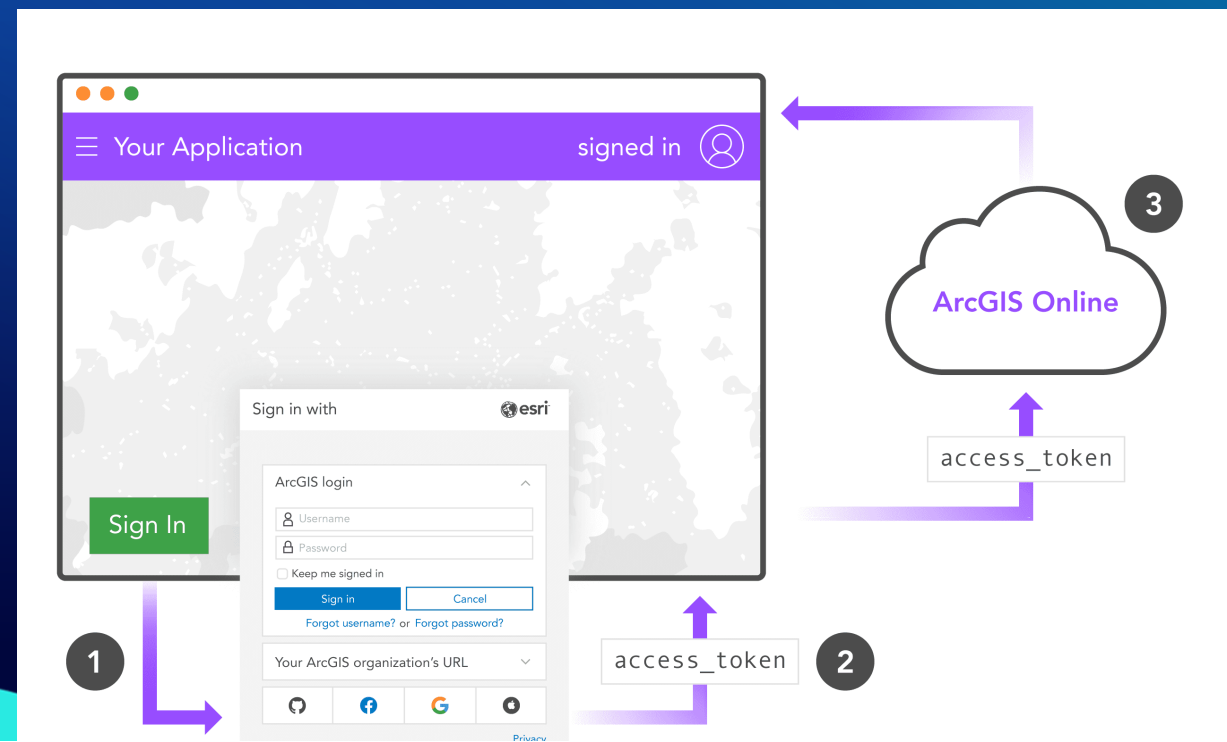 Your Application
signed in
3
ArcGIS Online
Sign in with
esri
access_token
ArcGIS login
Username
Sign In
Password
Keep me signed in
Sign in
Cancel
Forgot username? or Forgot password?
1
Your ArcGIS organization's URL
access_token
2
Privacy